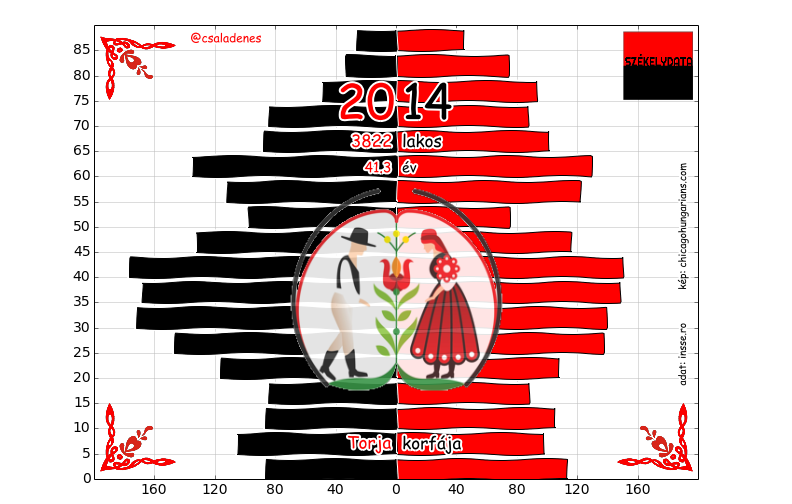 @csaladenes
SZÉKELYDATA
2014
3822 lakos
41,3 év
kép: chicagohungarians.com
adat: insse.ro
Torja korfája
85
80
75
70
65
60
55
50
45
40
35
30
25
20
15
10
5
0
160 120 80 40 0 40 80 120 160